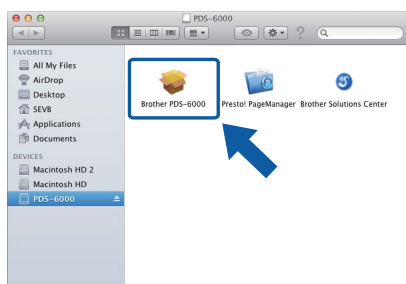 PDS-6000
FAVORITES
All My Files
AirDrop
Desktop
SEVB
Applications
Documents
DEVICES
Macintosh HD 2
Macintosh HD
PDS-6000
Brother PDS-6000
Presto! PageManager
Brother Solutions Center